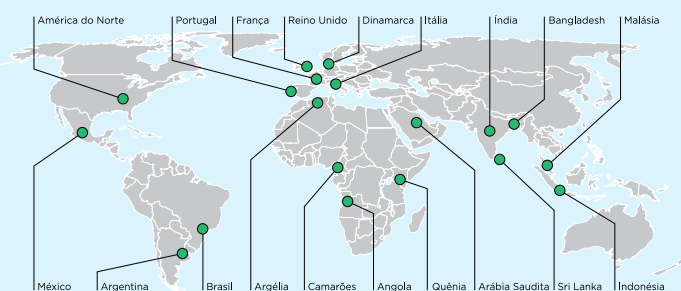 América do Norte
Portugal
França
Reino Unido
Dinamarca
Itália
Índia
Bangladesh
Malásia
México
Argentina
Brasil
Argélia
Camarões
Angola
Quênia
Arábia Saudita
Sri Lanka
Indonésia